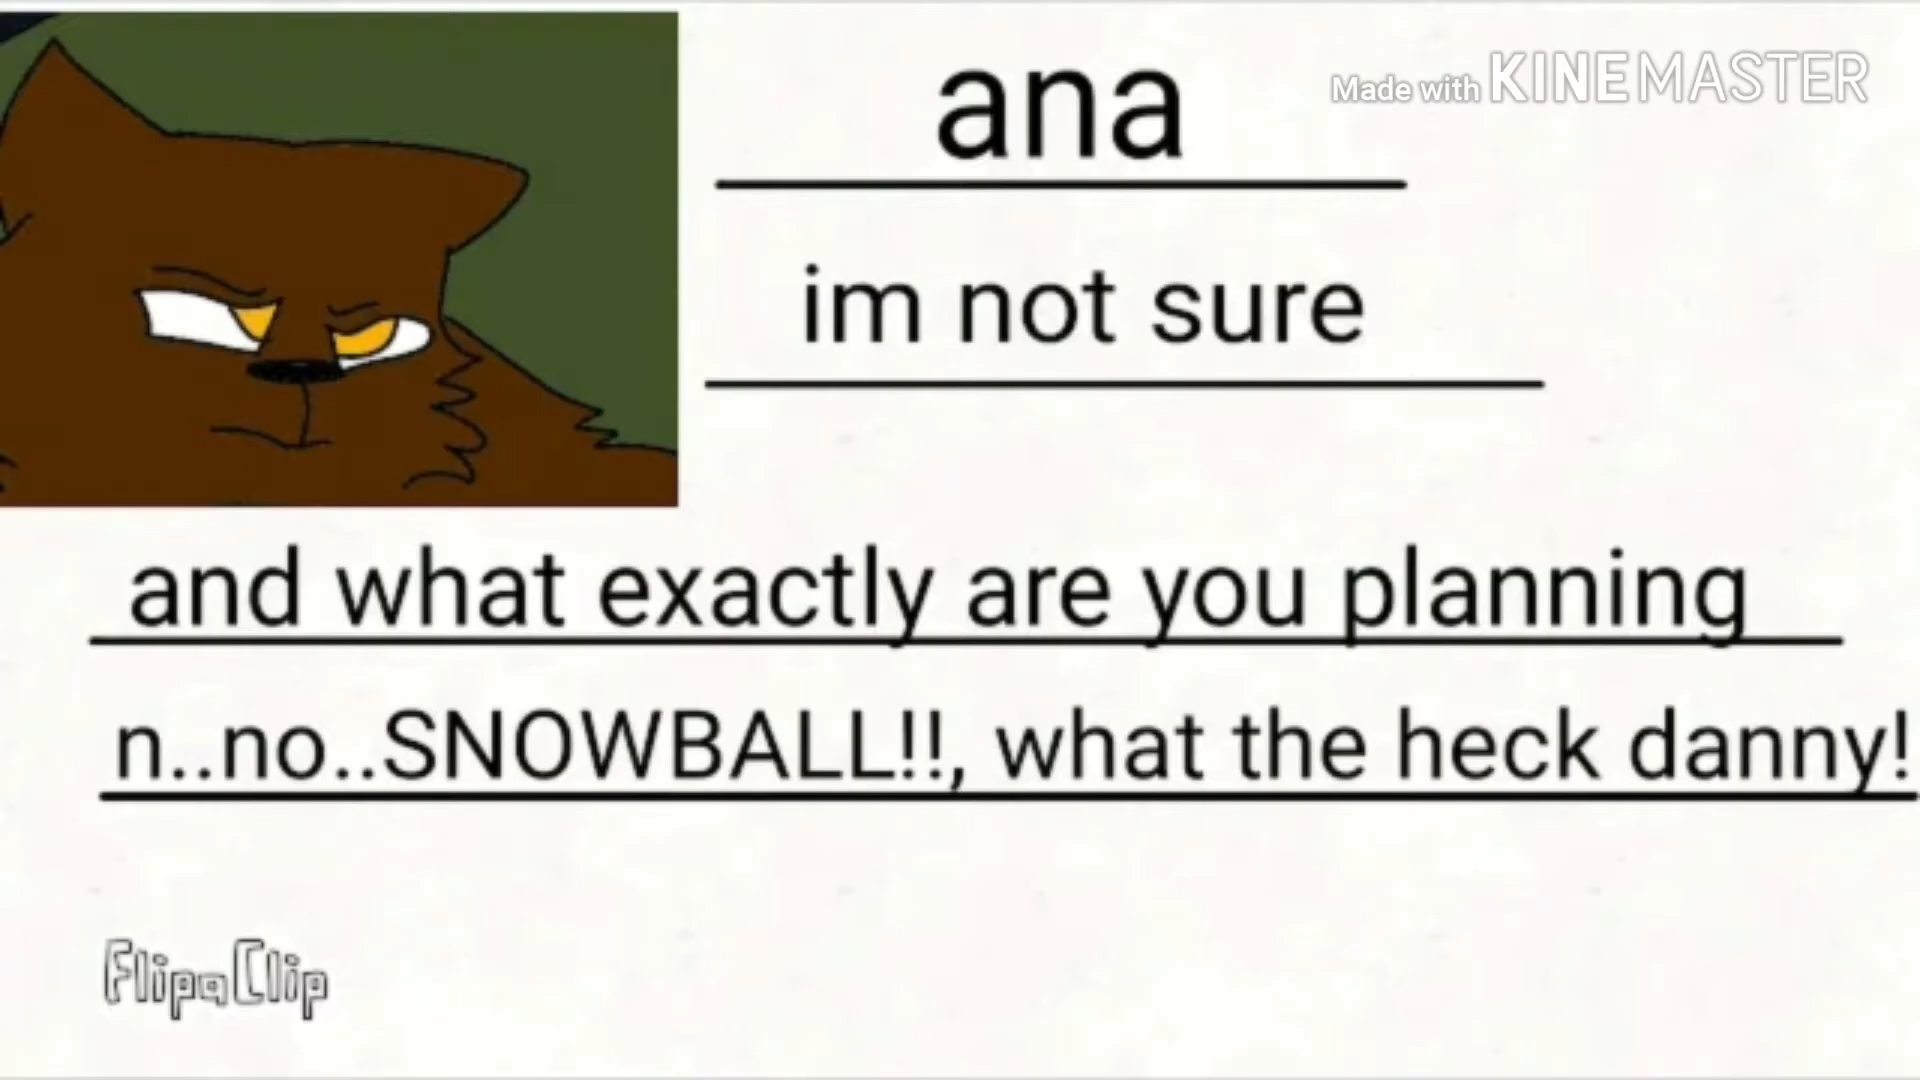 ana
Made with KINEMASTER
im not sure
and what exactly are you planning
n..no..SNOWBALL!!, what the heck danny!
FlipaClip